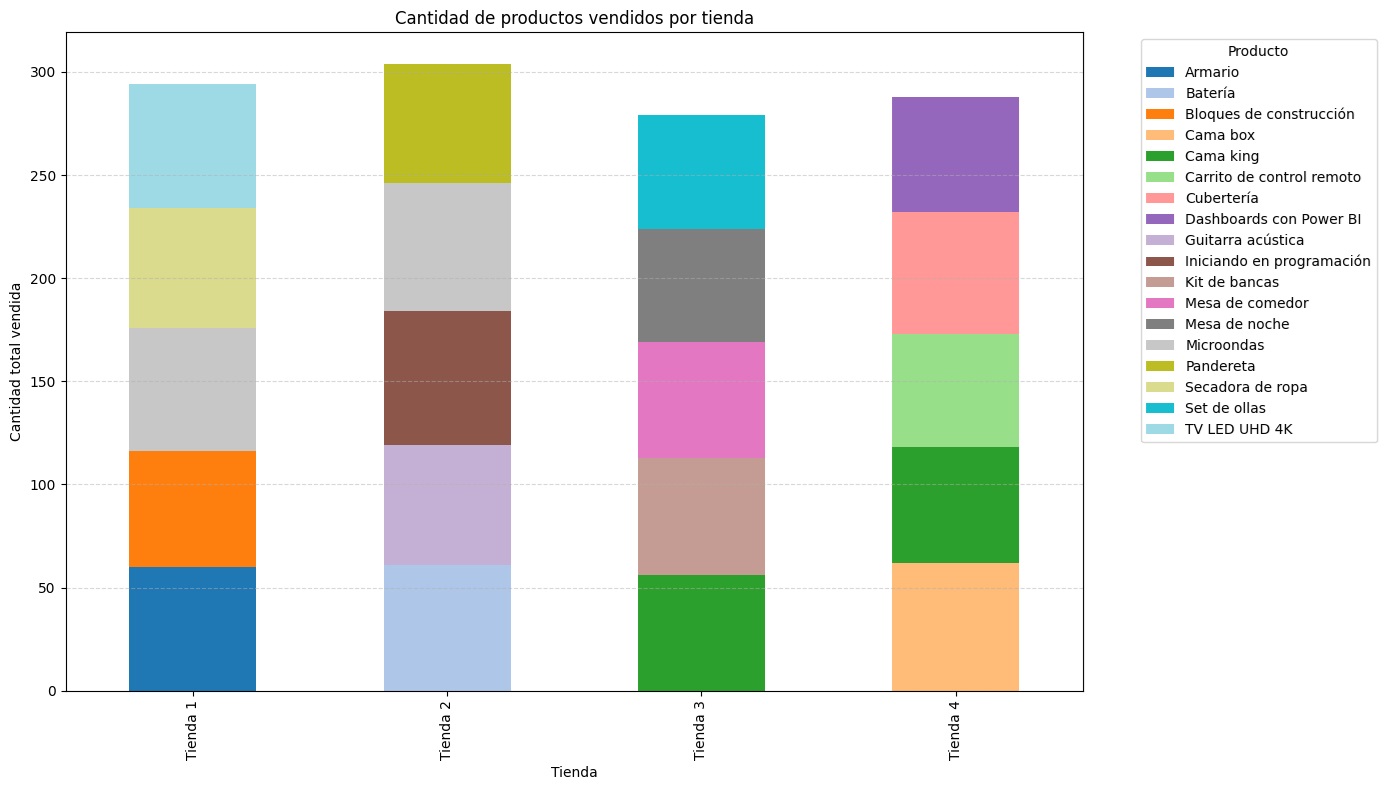 Cantidad de productos vendidos por tienda
Cantidad total vendida
300
250
200
150
100
50
0
Tienda 1
Tienda 2
Tienda 3
Tienda 4
Tienda
Producto
Armario
Batería
Bloques de construcción
Cama box
Cama king
Carrito de control remoto
Cubertería
Dashboards con Power BI
Guitarra acústica
Iniciando en programación
Kit de bancas
Mesa de comedor
Mesa de noche
Microondas
Pandereta
Secadora de ropa
Set de ollas
TV LED UHD 4K